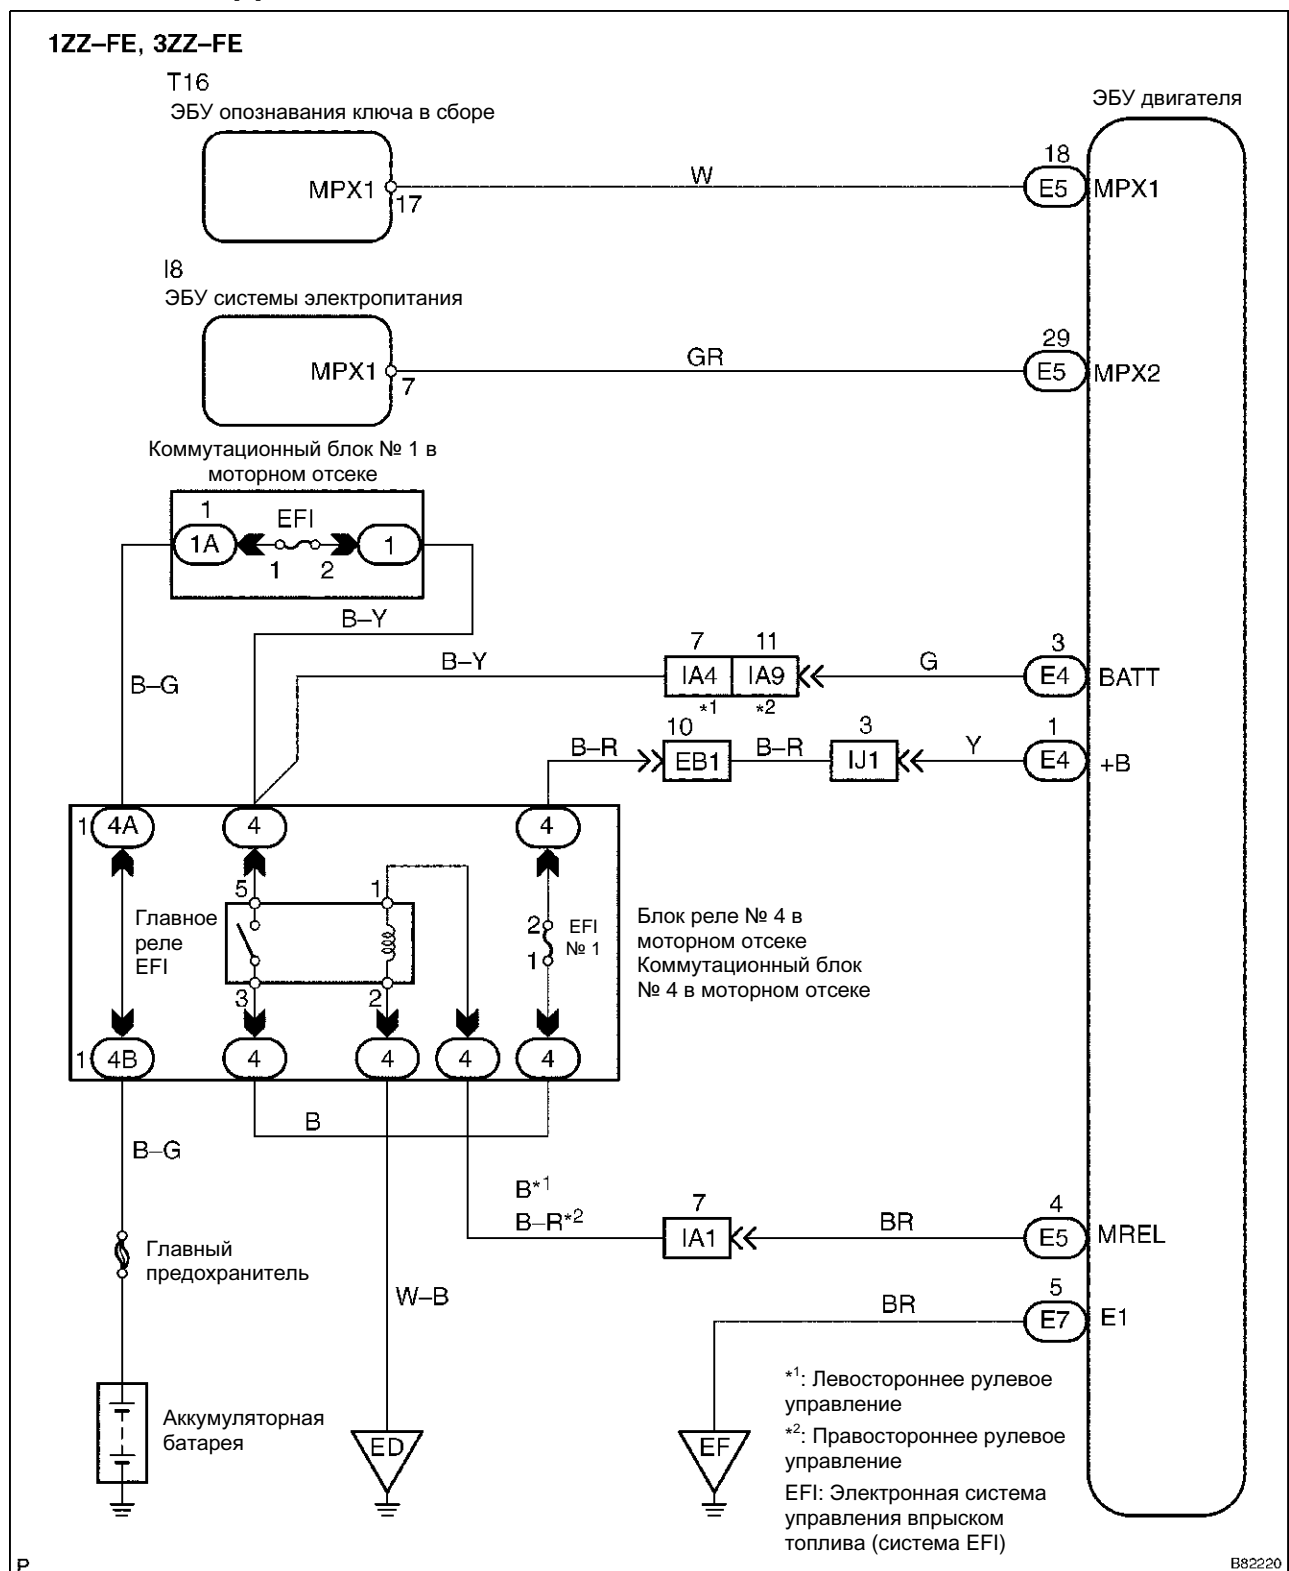 1ZZ–FE, 3ZZ–FE
T16
ЭБУ опознавания ключа в сборе
ЭБУ двигателя
MPX1
17
W
18
E5
MPX1
I8
ЭБУ системы электропитания
MPX1
7
GR
29
E5
MPX2
Коммутационный блок № 1 в
моторном отсеке
1
EFI
1A
1
1
2
B–Y
B–G
B–Y
7
11
IA4
IA9
*1
*2
G
3
E4
BATT
B–R
10
EB1
B–R
3
IJ1
Y
1
E4
+B
1
4A
4
4
5
1
Главное
реле
EFI
2
1
EFI
№ 1
3
2
Блок реле № 4 в
моторном отсеке
Коммутационный блок
№ 4 в моторном отсеке
1
4B
4
4
4
4
B
B–G
B*1
B–R*2
7
IA1
BR
4
E5
MREL
Главный
предохранитель
W–B
BR
5
E7
E1
Аккумуляторная
батарея
ED
EF
*1: Левостороннее рулевое
управление
*2: Правостороннее рулевое
управление
EFI: Электронная система
управления впрыском
топлива (система EFI)
P
B82220